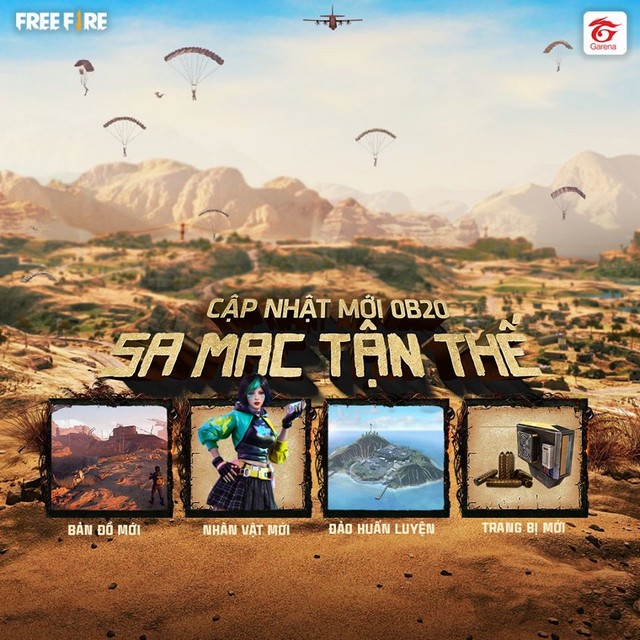 FREE FIRE
Garena
CẬP NHẬT MỚI OB20
SA MẠC TẬN THẾ
BẢN ĐỒ MỚI
NHÂN VẬT MỚI
ĐẢO HUẤN LUYỆN
TRANG BỊ MỚI